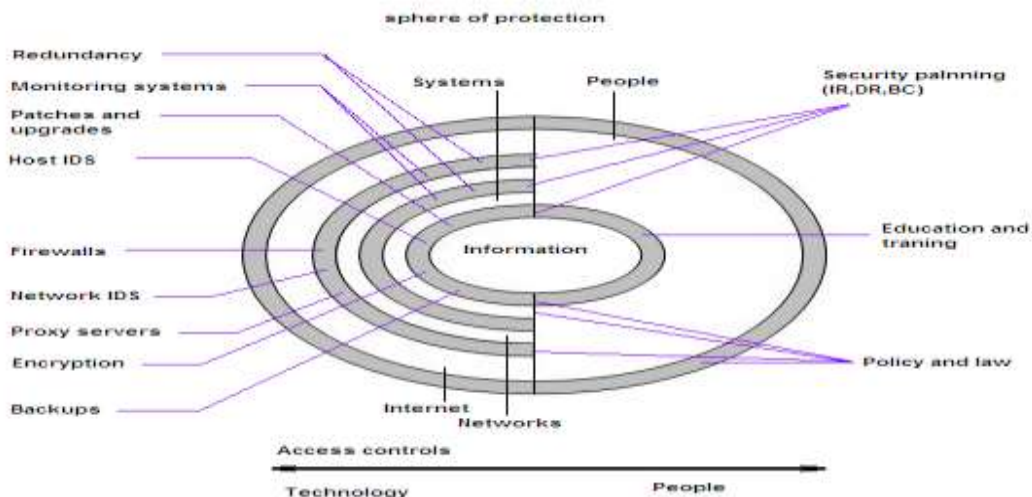 sphere of protection
Redundancy
Monitoring systems
Patches and
upgrades
Host IDS
Firewalls
Network IDS
Proxy servers
Encryption
Backups
Systems
People
Security palnning
(IR,DR,BC)
Information
Education and
traning
Policy and law
Internet
Networks
Access controls
Technology
People